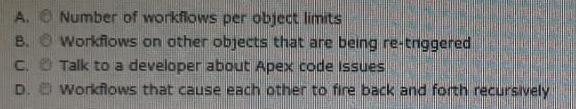 A. Number of workflows per object limits
B. Workflows on other objects that are being re-triggered
C. Talk to a developer about Apex code issues
D. Workflows that cause each other to fire back and forth recursively